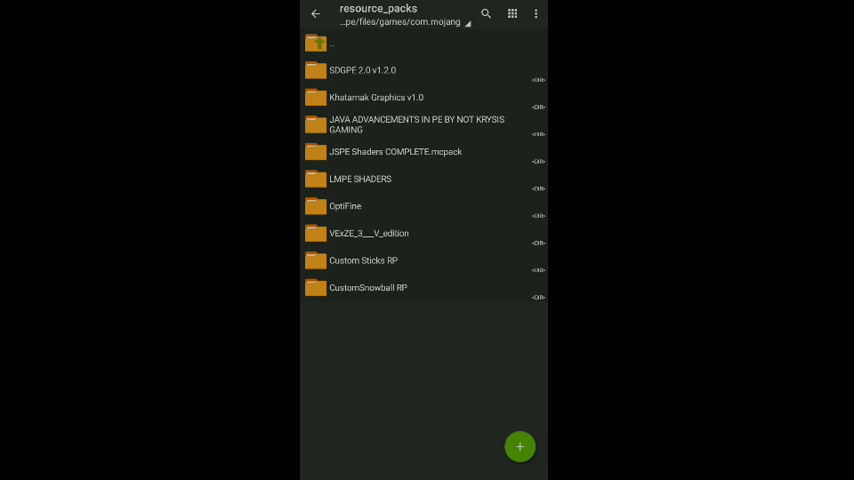 resource_packs
...pe/files/games/com.mojang
..
SDGPE 2.0 v1.2.0
<DIR>
Khatarnak Graphics v1.0
<DIR>
JAVA ADVANCEMENTS IN PE BY NOT KRYSIS
GAMING
<DIR>
JSPE Shaders COMPLETE.mcpack
<DIR>
LMPE SHADERS
<DIR>
OptiFine
<DIR>
VExZE_3___V_edition
<DIR>
Custom Sticks RP
<DIR>
CustomSnowball RP
<DIR>